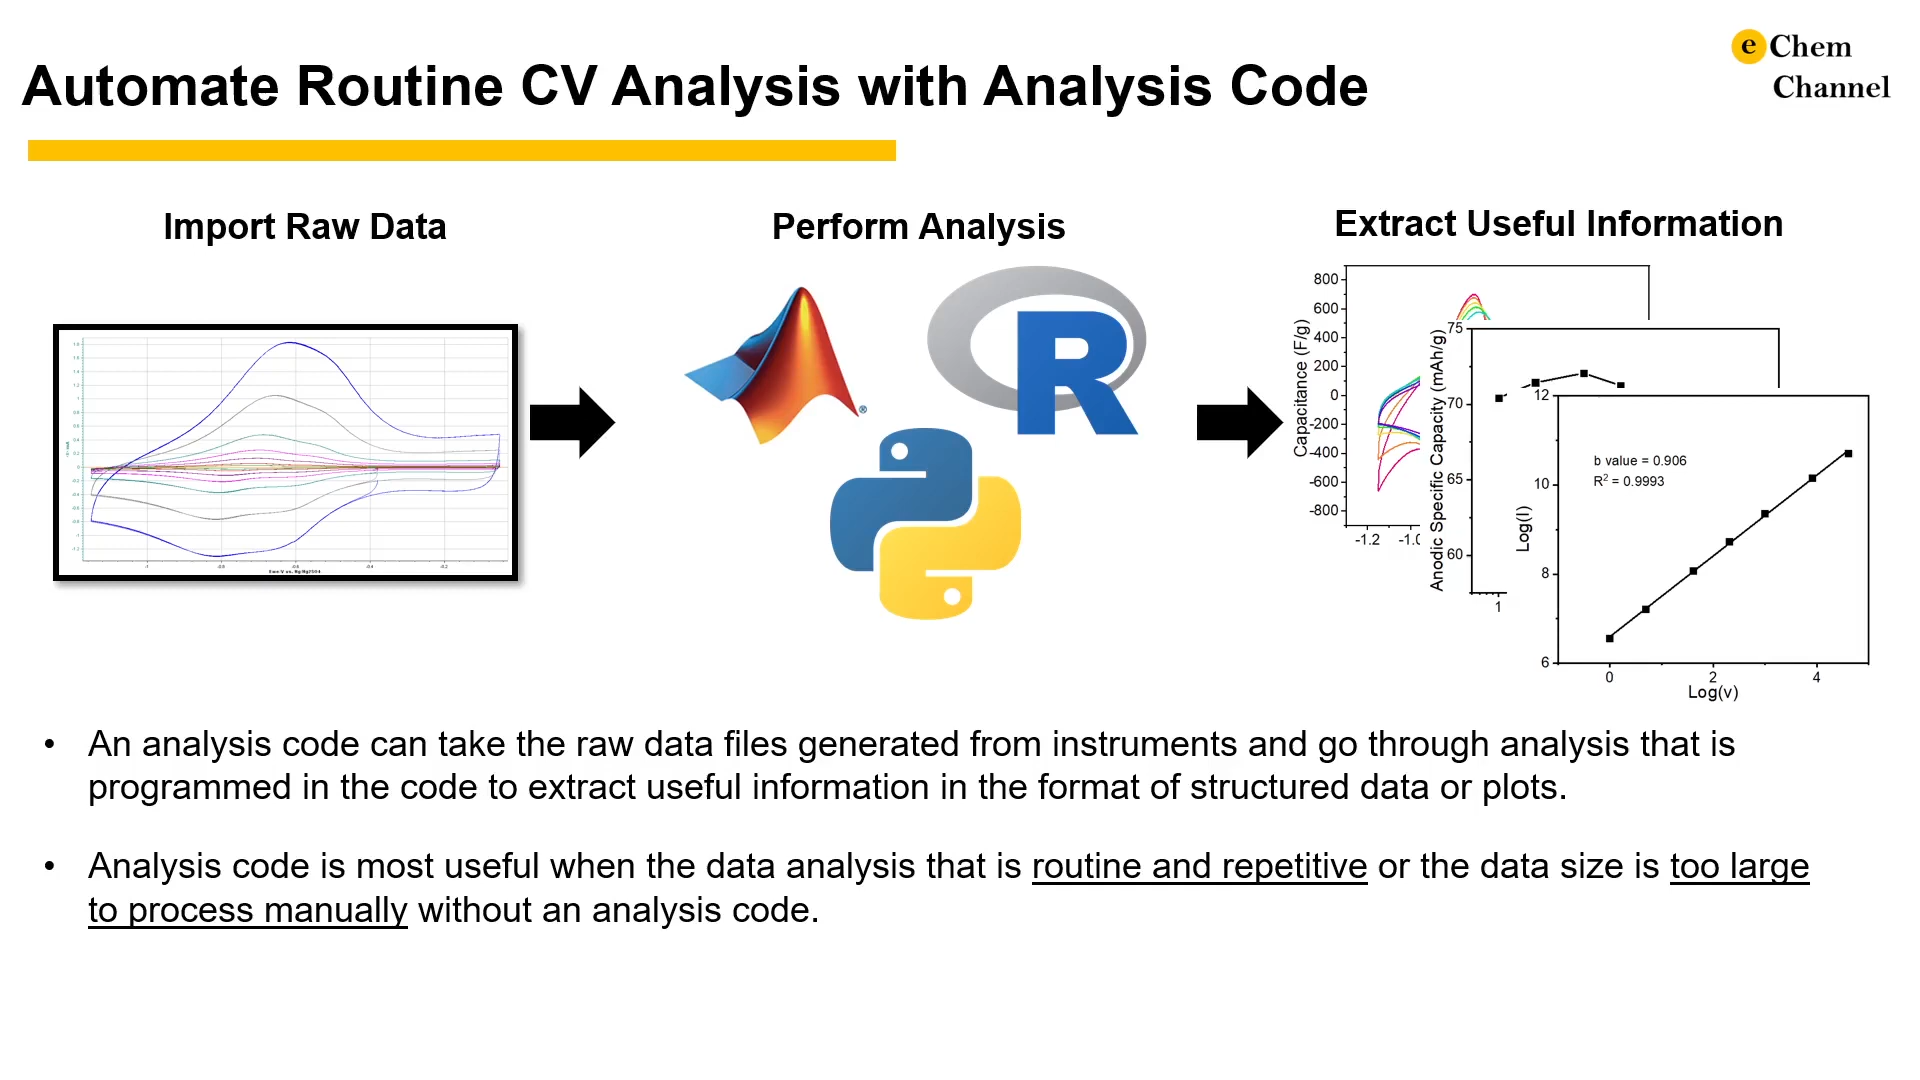 e Chem
Channel
Automate Routine CV Analysis with Analysis Code
Import Raw Data
Perform Analysis
Extract Useful Information
R
®
800
600
400
200
0
-200
-400
-600
-800
Capacitance (F/g)
-1.2
75
70
65
60
Anodic Specific Capacity (mAh/g)
1
12
10
8
6
Log(I)
b value = 0.906
R² = 0.9993
0 2 4
Log(v)
• An analysis code can take the raw data files generated from instruments and go through analysis that is
programmed in the code to extract useful information in the format of structured data or plots.
• Analysis code is most useful when the data analysis that is routine and repetitive or the data size is too large
to process manually without an analysis code.